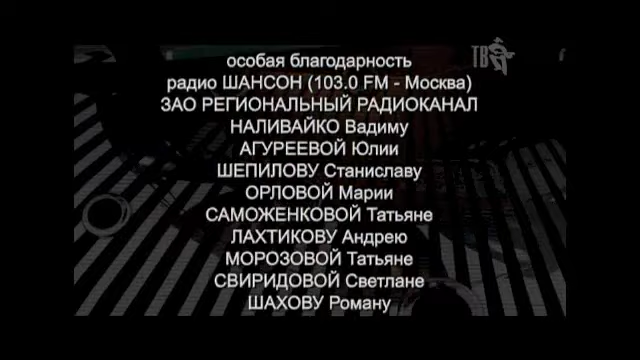 ТВ
особая благодарность
радио ШАНСОН (103.0 FM - Москва)
ЗАО РЕГИОНАЛЬНЫЙ РАДИОКАНАЛ
НАЛИВАЙКО Вадиму
АГУРЕЕВОЙ Юлии
ШЕПИЛОВУ Станиславу
ОРЛОВОЙ Марии
САМОЖЕНКОВОЙ Татьяне
ЛАХТИКОВУ Андрею
МОРОЗОВОЙ Татьяне
СВИРИДОВОЙ Светлане
ШАХОВУ Роману